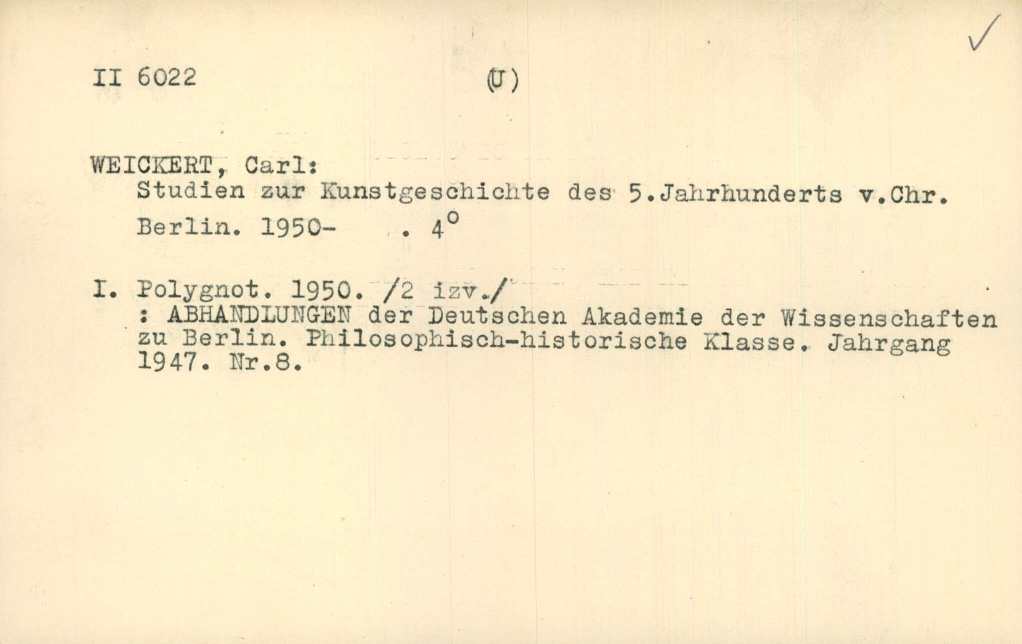 II 6022 (U)
WEICKERT, Carl:
Studien zur Kunstgeschichte des 5.Jahrhunderts v.Chr.
Berlin. 1950- . 4°
I. Polygnot. 1950. /2 izv./
: ABHANDLUNGEN der Deutschen Akademie der Wissenschaften
zu Berlin. Philosophisch-historische Klasse. Jahrgang
1947. Nr.8.